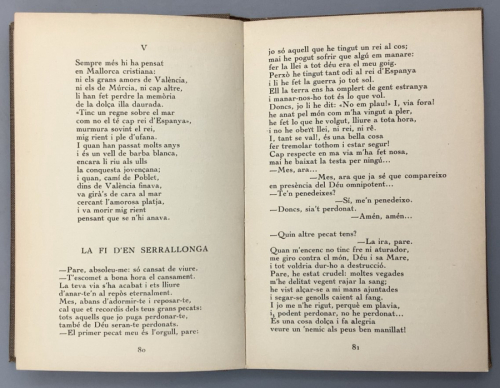 V
Sempre més hi ha pensat
en Mallorca cristiana:
ni els grans amors de València,
ni els de Múrcia, ni cap altre,
li han fet perdre la memòria
de la dolça illa daurada.
«Tinc un regne sobre el mar
com no el té cap rei d'Espanya»,
murmura sovint el rei,
mig rient i ple d'ufana.
I quan han passat molts anys
i és un vell de barba blanca,
encara li riu als ulls
la conquesta jovençana;
i quan, camí de Poblet,
dins de València finava,
va girà's de cara al mar
cercant l'amorosa platja,
i va morir mig rient
pensant que se n'hi anava.
LA FI D'EN SERRALLONGA
—Pare, absoleu-me: só cansat de viure.
—T'escomet a bona hora el cansament.
La teva via s'ha acabat i ets lliure
d'anar-te'n al repòs eternalment.
Mes, abans d'adormir-te i reposar-te,
cal que et recordis dels teus grans pecats:
tots aquells que jo puga perdonar-te,
també de Déu seran-te perdonats.
—El primer pecat meu és l'orgull, pare:
80
jo só aquell que he tingut un rei al cos;
mai he pogut sofrir que algú em manare:
fer la llei a tot déu era el meu goig.
Perxò he tingut tant odi al rei d'Espanya
i li he fet la guerra jo tot sol.
Ell la terra ens ha omplert de gent estranya
i manar-nos-ho tot és lo que vol.
Doncs, jo li he dit: «No em plau!» I, via fora!
he anat pel món com m'ha vingut a pler,
he fet lo que he volgut, lliure a tota hora,
i no he obeït llei, ni rei, ni rè.
I, tant se val!, és una bella cosa
fer tremolar tothom i estar segur!
Cap respecte en ma via m'ha fet nosa,
mai he baixat la testa per ningú...
—Mes, ara...
—Mes, ara que ja sé que compareixo
en presència del Déu omnipotent...
—Te'n penedeixes?
—Sí, me'n penedeixo.
—Doncs, sia't perdonat.
—Amén, amén...
—Quin altre pecat tens?
—La ira, pare.
Quan m'encenc no tinc fre ni aturador,
me giro contra el món, Déu i sa Mare,
i tot voldria dur-ho a destrucció.
Pare, he estat crudel: moltes vegades
m'he delitat vegent rajar la sang;
he vist alçar-se a mi mans ajuntades
i segar-se genolls caient al fang.
I jo me n'he rigut, perquè em plavia,
i, podent perdonar, no he perdonat...
És una cosa dolça i fa alegria
veure un 'nemic als peus ben manillat!
81